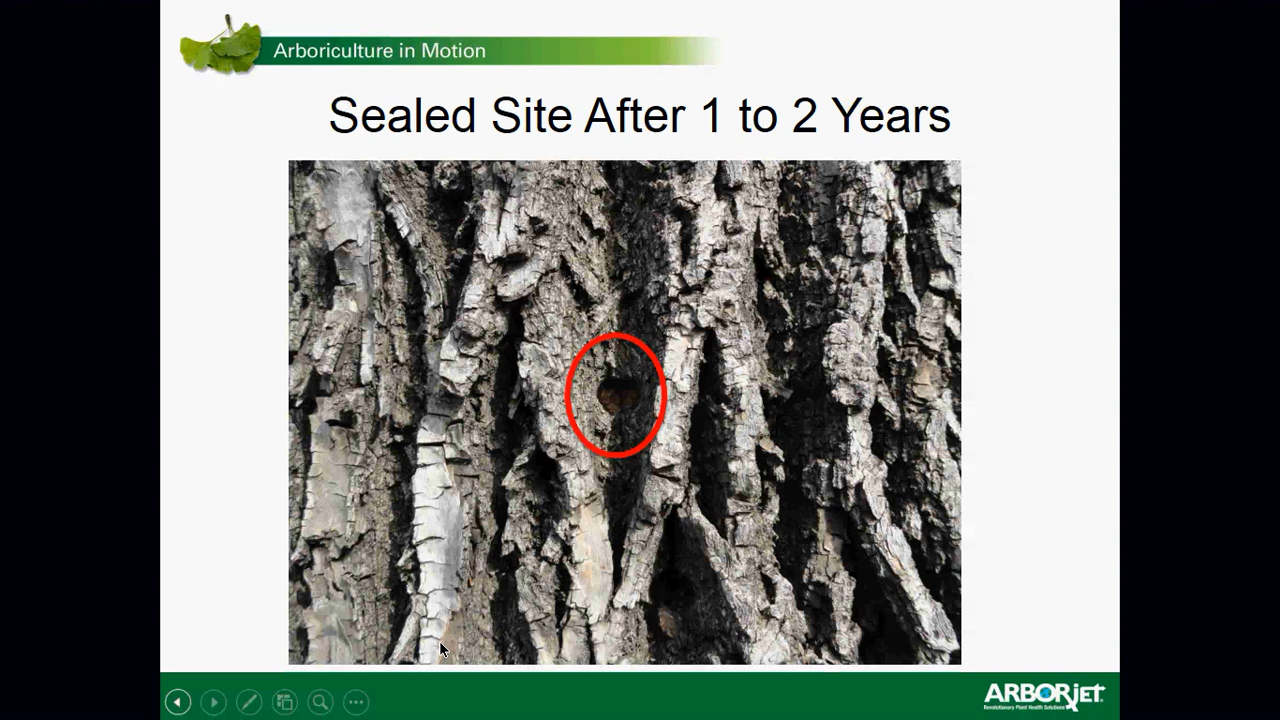 Arboriculture in Motion
Sealed Site After 1 to 2 Years
ARBORjet
Revolutionary Plant Health Solutions